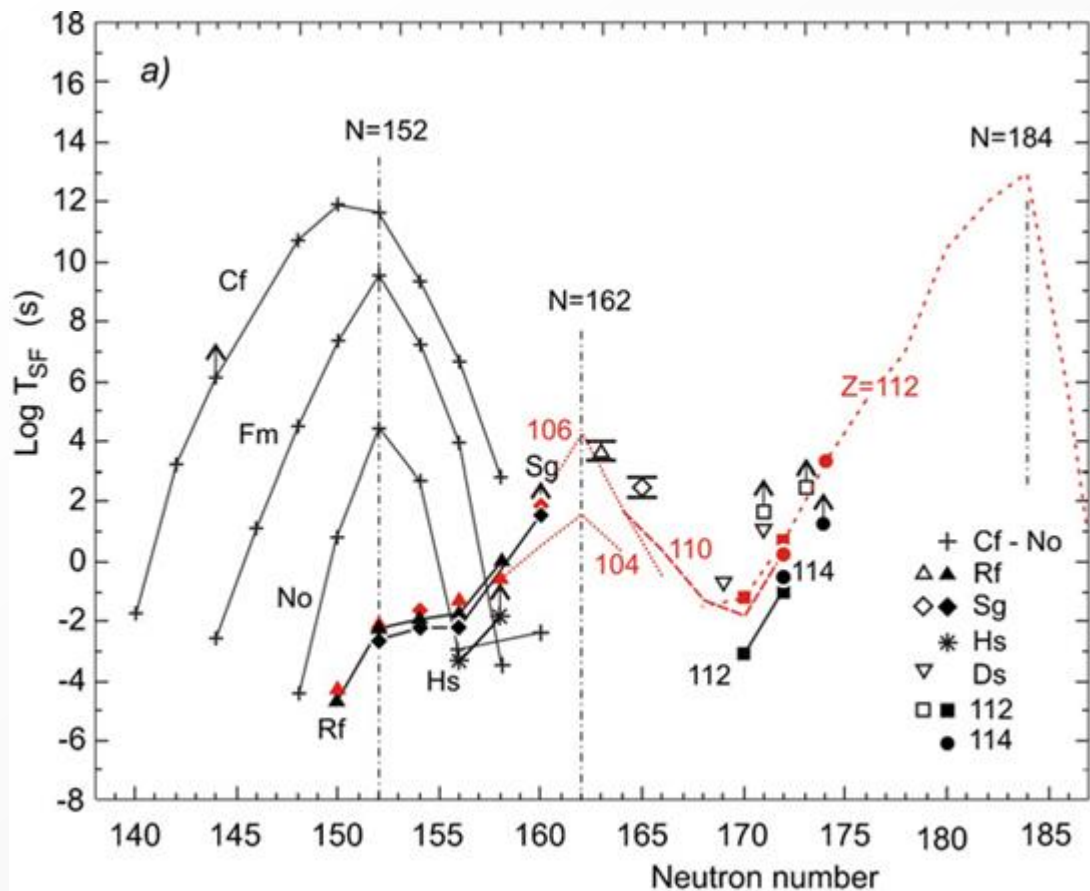 a)
18
16
14
12
10
8
6
4
2
0
-2
-4
-6
-8
Log T_SF (s)
N=152
N=162
N=184
Cf
Fm
No
Rf
Hs
Sg
106
104
110
Z=112
112
114
Cf - No
Rf
Sg
Hs
Ds
112
114
140 145 150 155 160 165 170 175 180 185
Neutron number